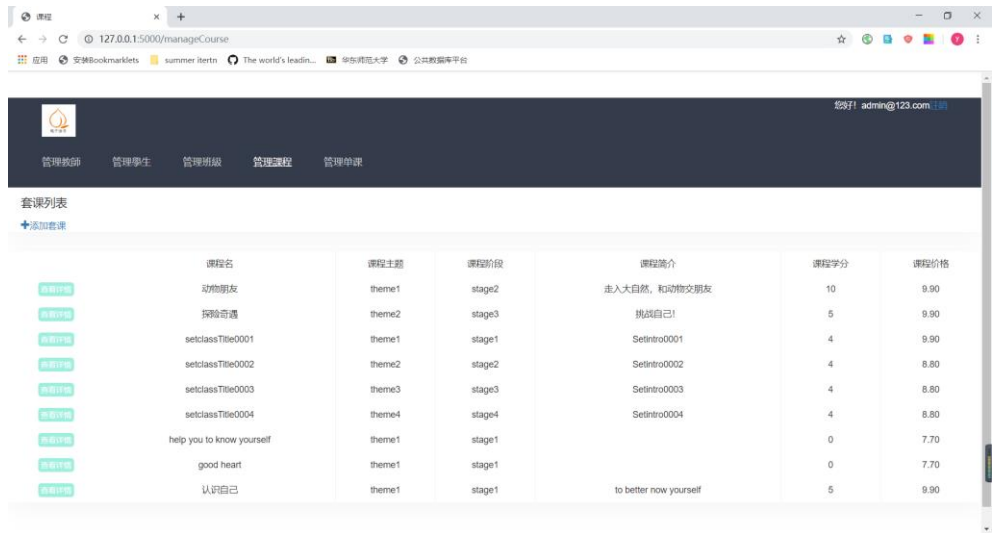 课程
127.0.0.1:5000/manageCourse
应用 安装Bookmarklets summer itertn The world's leadin... 华东师范大学 公共数据库平台
您好! admin@123.com注销
管理教師 管理學生 管理班級 管理課程 管理单課
套课列表
添加套课
课程名 课程主题 课程阶段 课程简介 课程学分 课程价格
查看详情 动物朋友 theme1 stage2 走入大自然，和动物交朋友 10 9.90
查看详情 探险奇遇 theme2 stage3 挑战自己! 5 9.90
查看详情 setclassTitle0001 theme1 stage1 SetIntro0001 4 9.90
查看详情 setclassTitle0002 theme2 stage2 SetIntro0002 4 8.80
查看详情 setclassTitle0003 theme3 stage3 SetIntro0003 4 8.80
查看详情 setclassTitle0004 theme4 stage4 SetIntro0004 4 8.80
查看详情 help you to know yourself theme1 stage1 0 7.70
查看详情 good heart theme1 stage1 0 7.70
查看详情 认识自己 theme1 stage1 to better now yourself 5 9.90